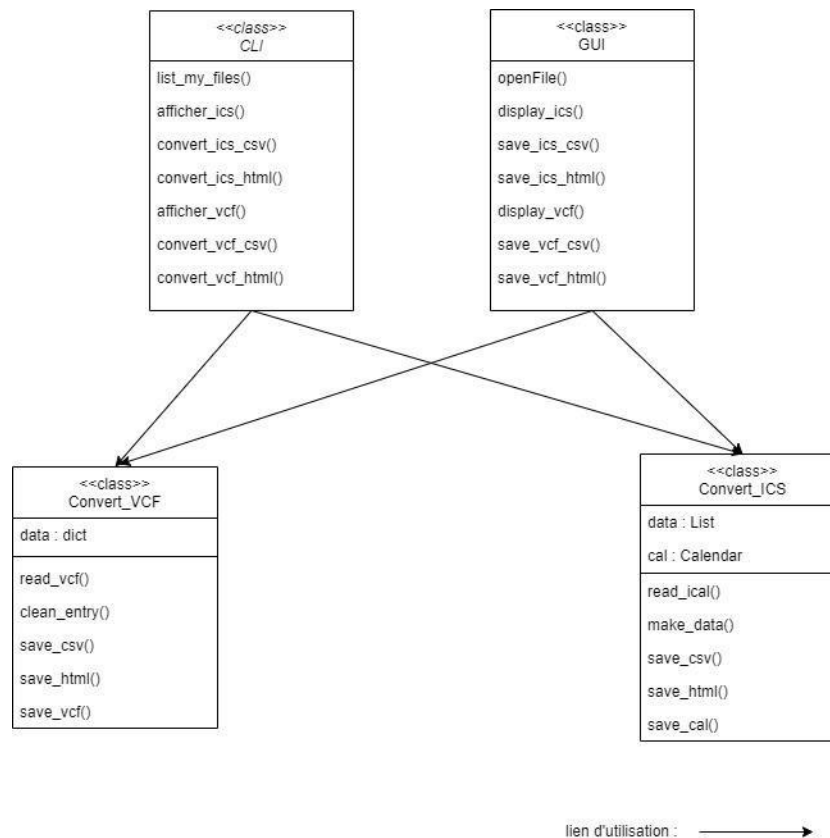 <<class>>
CLI
list_my_files()
afficher_ics()
convert_ics_csv()
convert_ics_html()
afficher_vcf()
convert_vcf_csv()
convert_vcf_html()
<<class>>
GUI
openFile()
display_ics()
save_ics_csv()
save_ics_html()
display_vcf()
save_vcf_csv()
save_vcf_html()
<<class>>
Convert_VCF
data : dict
read_vcf()
clean_entry()
save_csv()
save_html()
save_vcf()
<<class>>
Convert_ICS
data : List
cal : Calendar
read_ical()
make_data()
save_csv()
save_html()
save_cal()
lien d'utilisation :